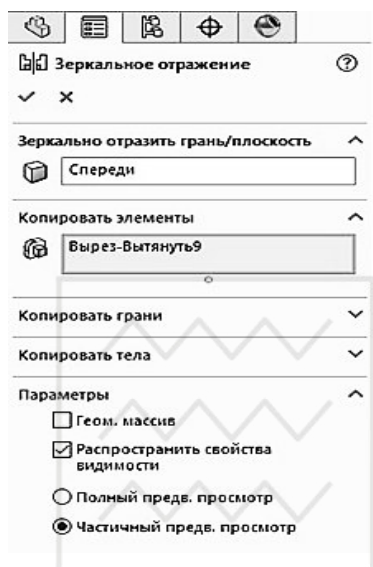 Зеркальное отражение
Зеркально отразить грань/плоскость
Спереди
Копировать элементы
Вырез-Вытянуть9
Копировать грани
Копировать тела
Параметры
Геом. массив
Распространить свойства
видимости
Полный предв. просмотр
Частичный предв. просмотр